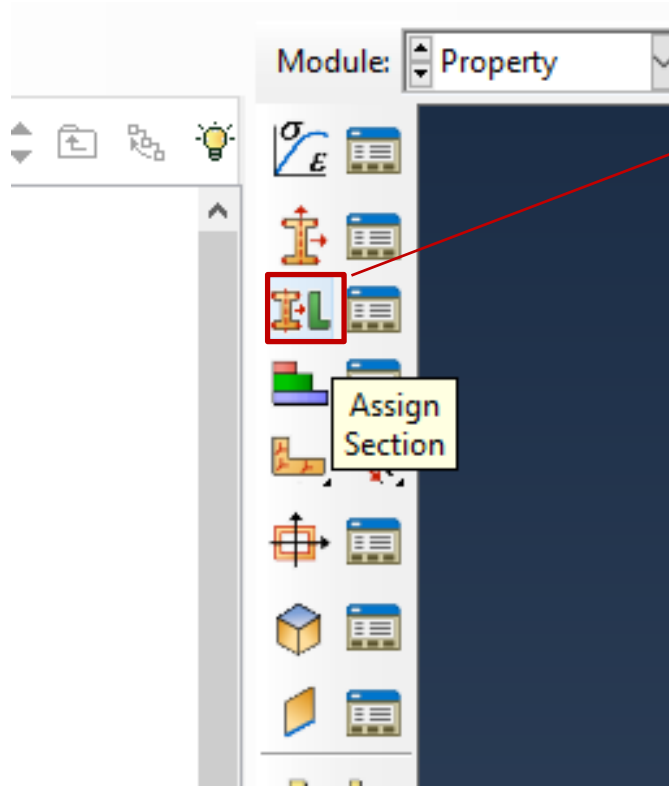 Module: Property
σ
ε
Assign
Section